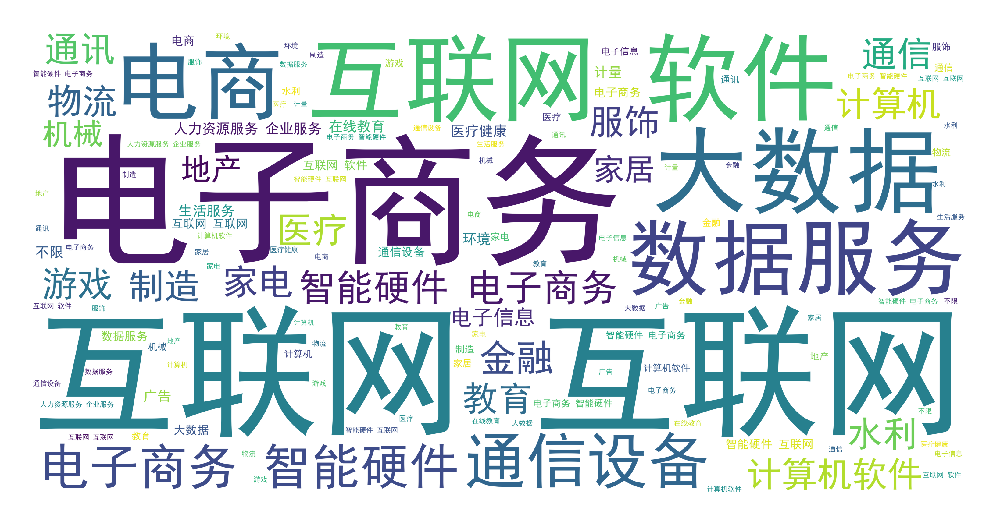 通讯
电商
电商
环境
环境
制造
互联网 软件
电子信息
通信
服饰
智能硬件 电子商务
服饰
数据服务
游戏
计量
通讯
通信
电子商务 智能硬件
互联网 互联网
物流
水利
医疗
计量
电子商务
计算机
机械
人力资源服务 企业服务
在线教育
通信设备
医疗健康
医疗
服饰
通信
水利
人力资源服务 企业服务
电子商务 智能硬件
通讯
生活服务
电子商务
地产
互联网 软件
机械
家居
计量
大数据
金融
物流
制造
智能硬件 互联网
水利
地产
生活服务
电商
生活服务
互联网 互联网
医疗
金融
数据服务
通讯
计算机软件
环境
家电
电子信息
不限
电子商务
家居
医疗健康
电商
通信设备
机械
教育
游戏
制造
家电
家电
智能硬件 电子商务
互联网 软件
服饰
大数据
广告
金融
智能硬件 电子商务
不限
互联网 互联网
电子信息
计算机
教育
家居
数据服务
机械
地产
物流
计算机
家电
智能硬件 电子商务
制造
金融
地产
计算机
家居
计算机软件
数据服务
广告
通信设备
游戏
教育
电子商务
人力资源服务 企业服务
广告
电子商务 智能硬件
不限
医疗
在线教育
大数据
在线教育
水利
大数据
智能硬件 互联网
互联网 互联网
教育
智能硬件 互联网
通信
医疗健康
电子商务 智能硬件
物流
通信设备
电子信息
游戏
计算机软件
计算机软件
互联网 软件